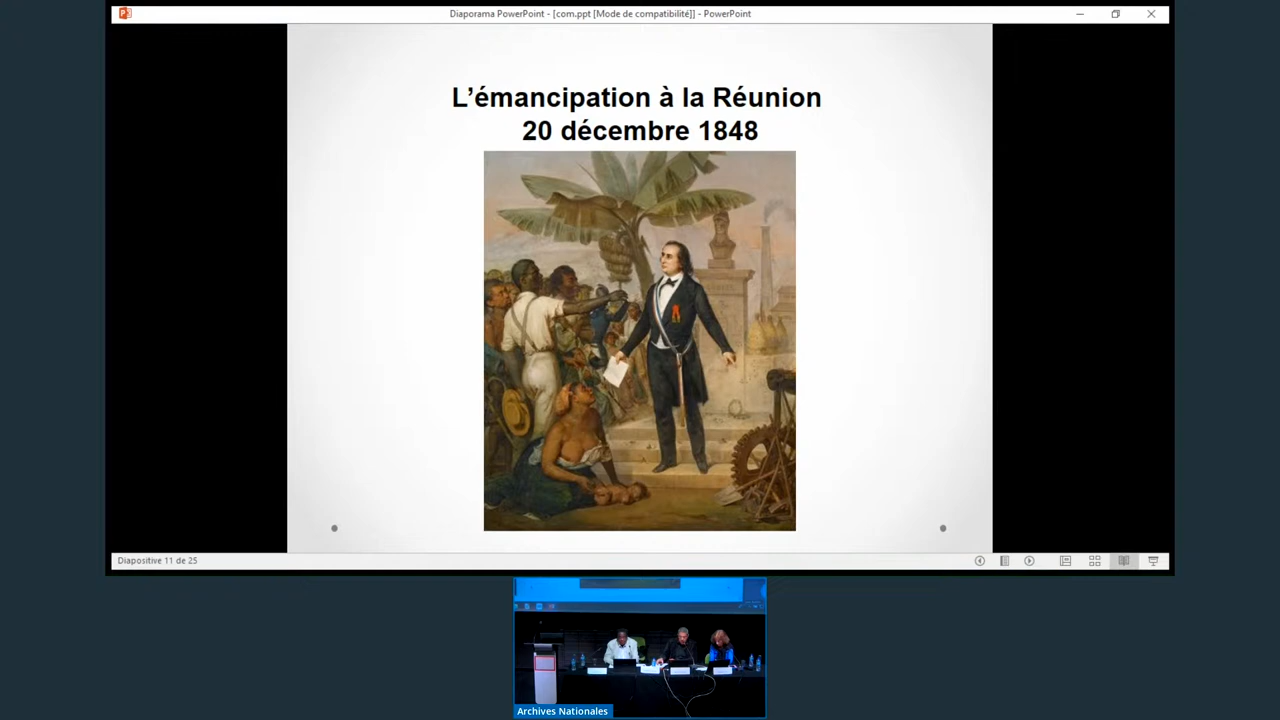 Diaporama PowerPoint - [com.ppt [Mode de compatibilité]] - PowerPoint
L’émancipation à la Réunion
20 décembre 1848
Diapositive 11 de 25
Archives Nationales